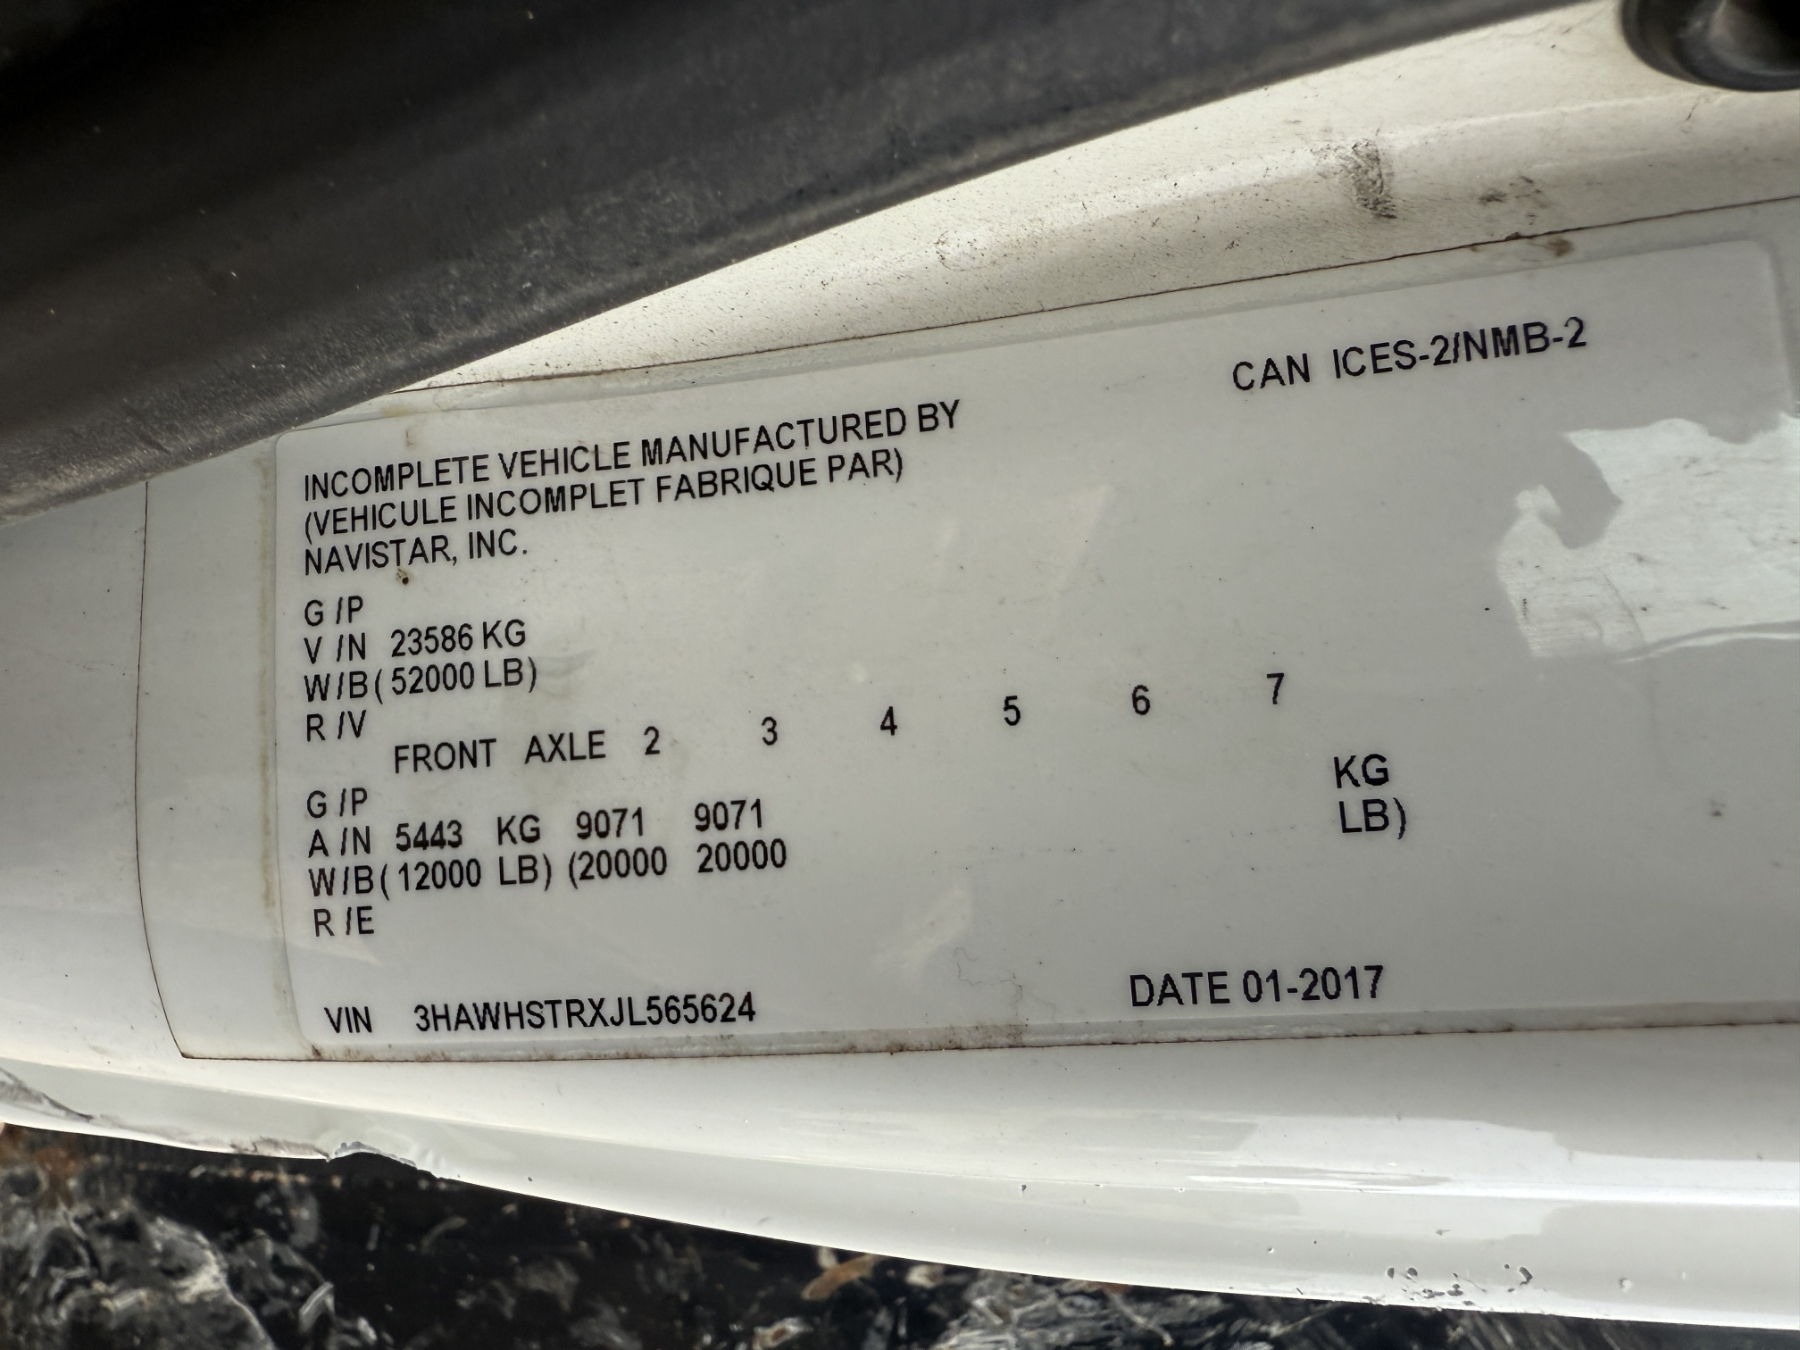 CAN ICES-2/NMB-2
INCOMPLETE VEHICLE MANUFACTURED BY
(VEHICULE INCOMPLET FABRIQUE PAR)
NAVISTAR, INC.
G /P
V /N 23586 KG
W/B ( 52000 LB)
R /V
FRONT AXLE 2 3 4 5 6 7
G /P
A /N 5443 KG 9071 9071 KG
W/B ( 12000 LB) (20000 20000 LB)
R /E
VIN 3HAWHSTRXJL565624 DATE 01-2017